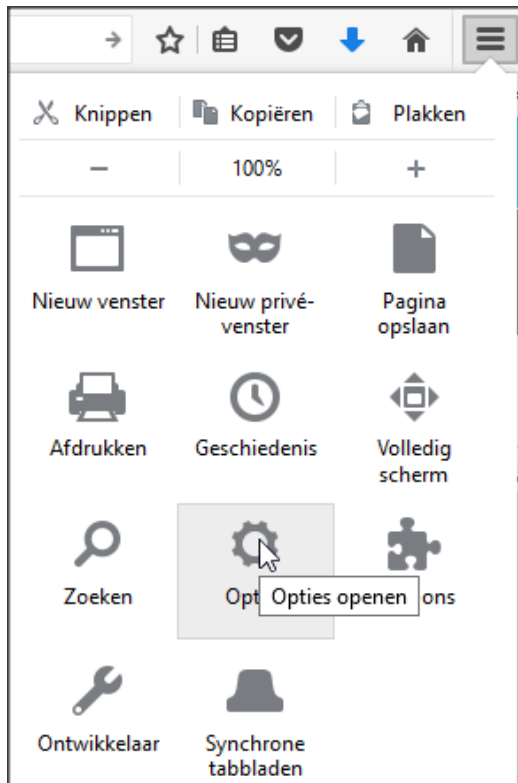 Knippen Kopiëren Plakken
− 100% +
Nieuw venster Nieuw privé- Pagina
venster opslaan
Afdrukken Geschiedenis Volledig
scherm
Zoeken Opt Opties openen ons
Ontwikkelaar Synchrone
tabbladen